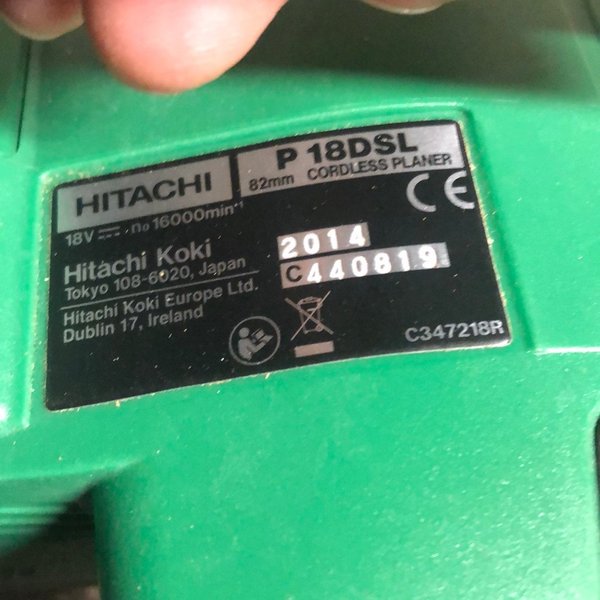 HITACHI
P 18DSL
82mm CORDLESS PLANER
18V⎓ no 16000min-1
CE
Hitachi Koki
Tokyo 108-6020, Japan
Hitachi Koki Europe Ltd.
Dublin 17, Ireland
2014
C440819
C347218R